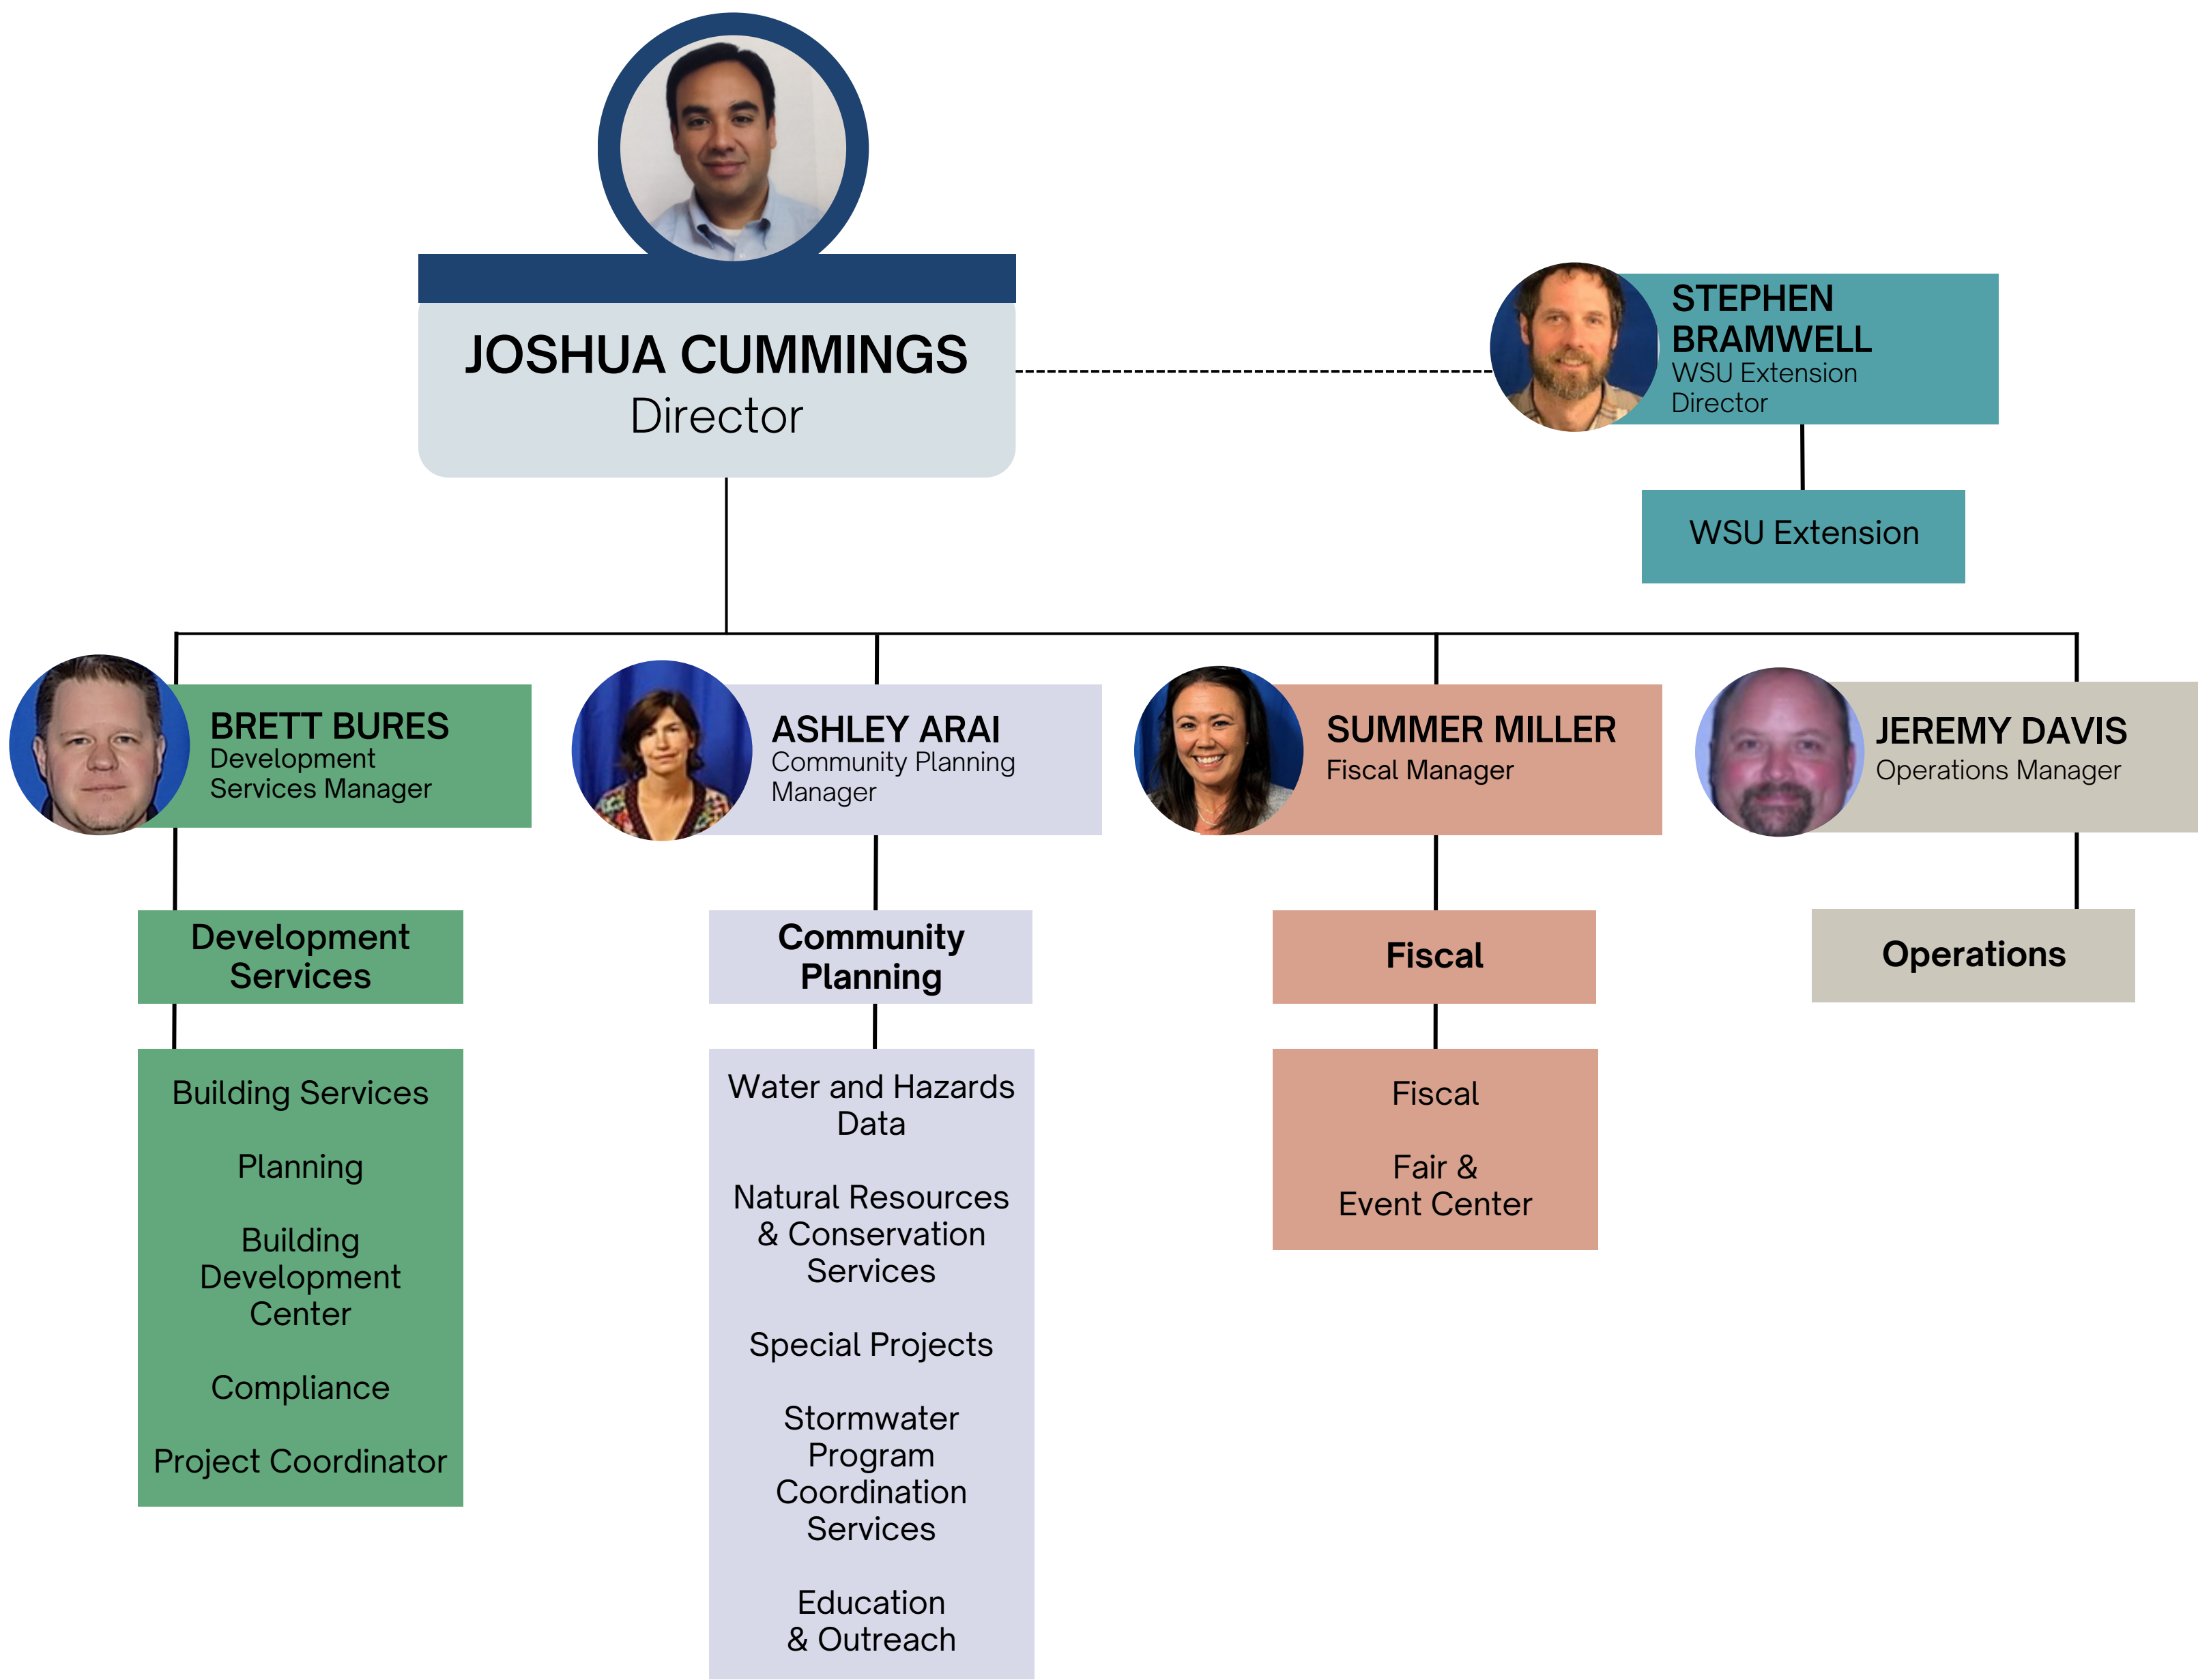 JOSHUA CUMMINGS
Director
STEPHEN
BRAMWELL
WSU Extension
Director
WSU Extension
BRETT BURES
Development
Services Manager
ASHLEY ARAI
Community Planning
Manager
SUMMER MILLER
Fiscal Manager
JEREMY DAVIS
Operations Manager
Development
Services
Community
Planning
Fiscal
Operations
Building Services
Planning
Building
Development
Center
Compliance
Project Coordinator
Water and Hazards
Data
Natural Resources
& Conservation
Services
Special Projects
Stormwater
Program
Coordination
Services
Education
& Outreach
Fiscal
Fair &
Event Center